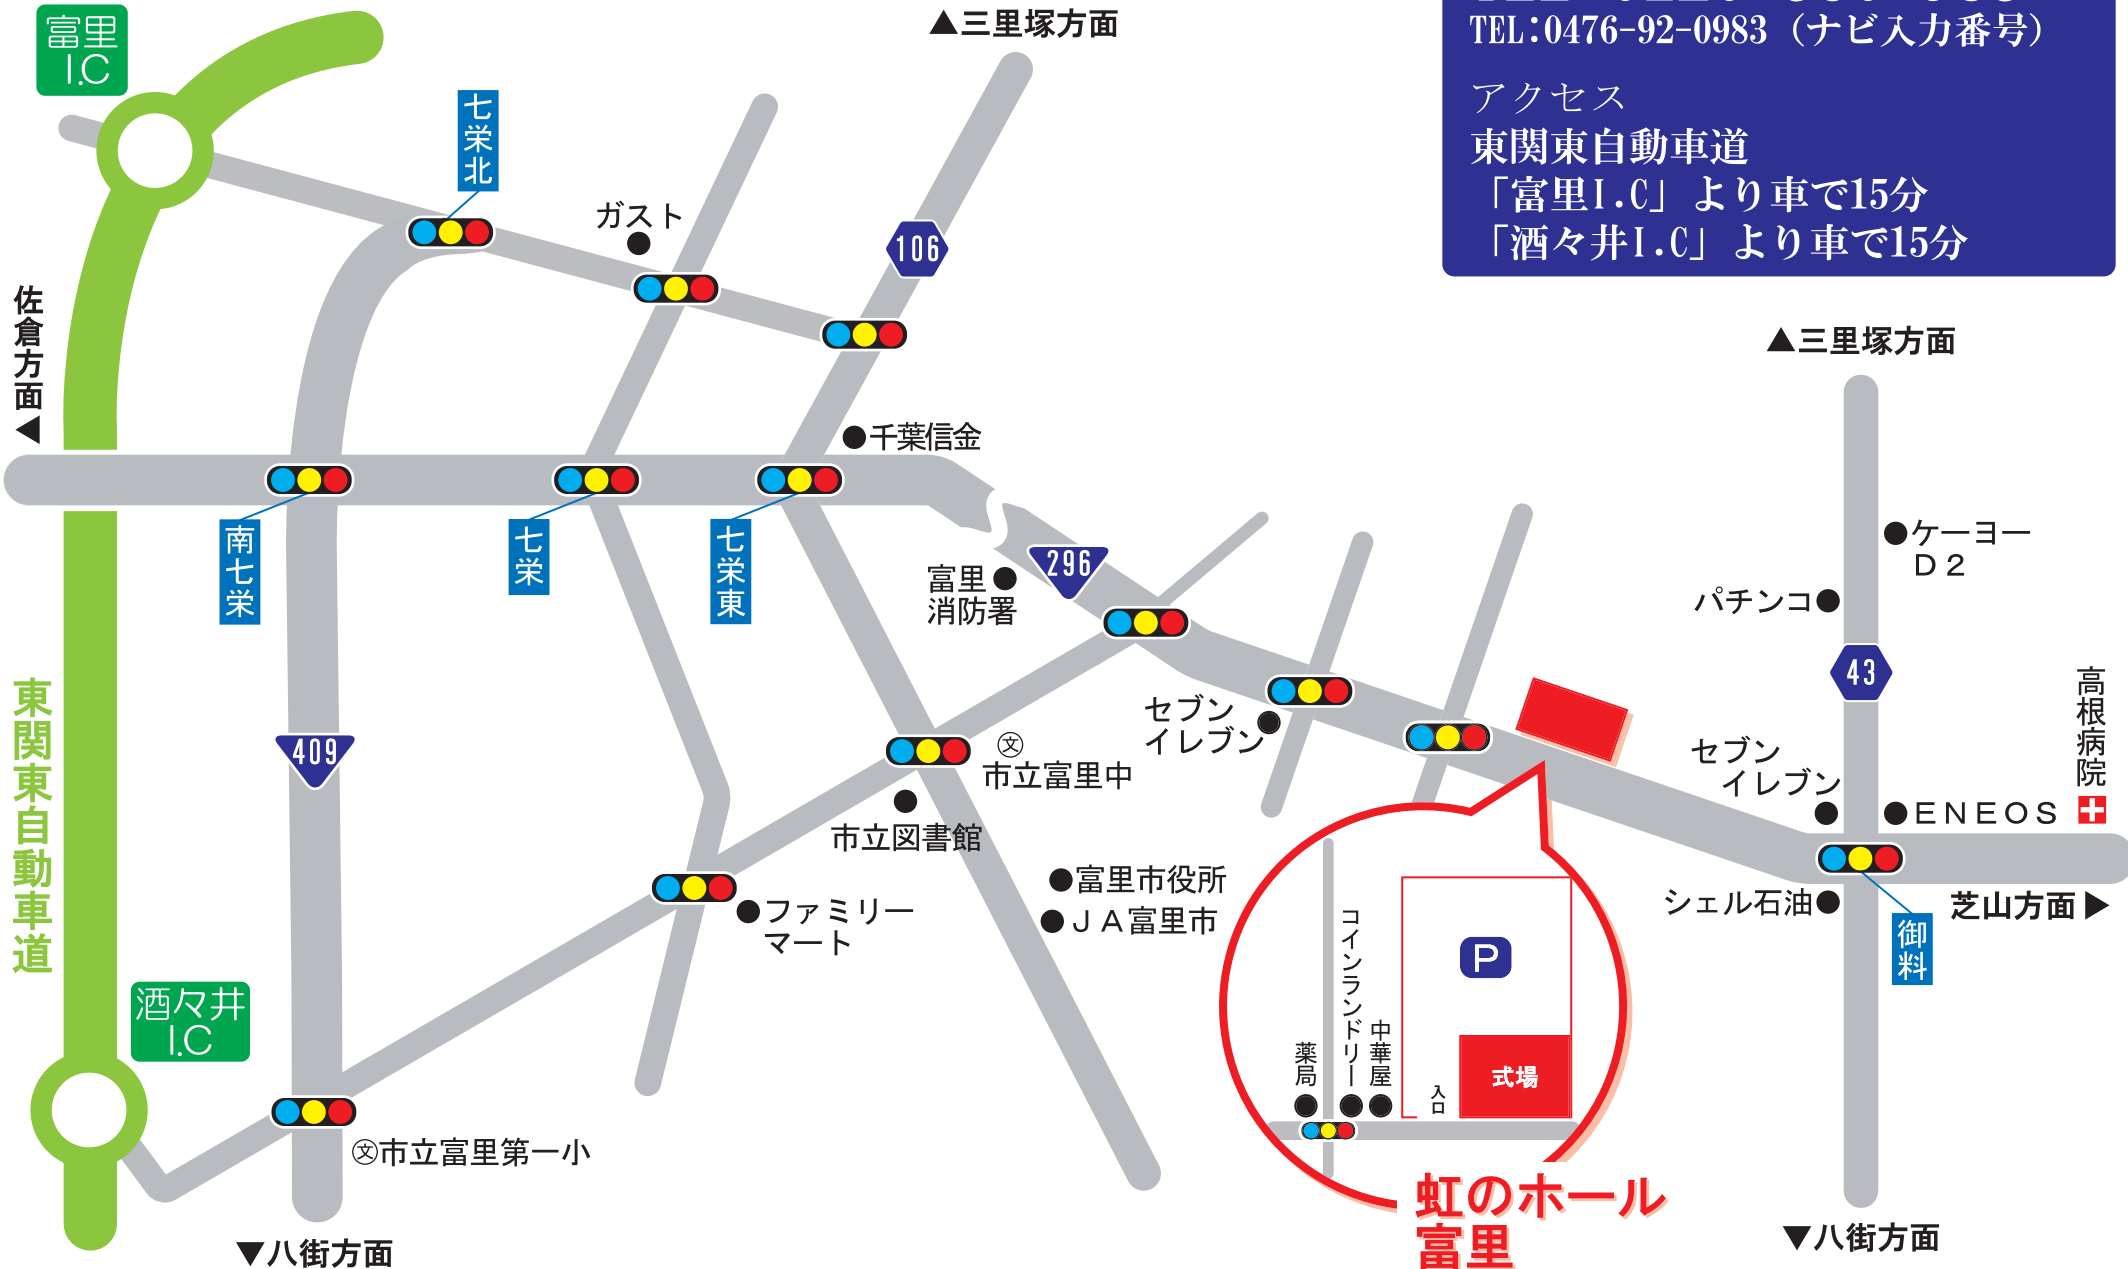 富里
I.C
▲三里塚方面
TEL:0476-92-0983（ナビ入力番号）
アクセス
東関東自動車道
「富里I.C」より車で15分
「酒々井I.C」より車で15分
七栄北
ガスト
106
佐倉方面▼
▲三里塚方面
千葉信金
南七栄
七栄
七栄東
富里
消防署
296
ケーヨー
D2
パチンコ
43
高根病院
東関東自動車道
409
セブン
イレブン
セブン
イレブン
ENEOS
㊛市立富里中
市立図書館
富里市役所
JA富里市
ファミリー
マート
シェル石油
芝山方面▶
御料
酒々井
I.C
P
コインランドリー
中華屋
薬局
入口
式場
文市立富里第一小
虹のホール
富里
▼八街方面
▼八街方面